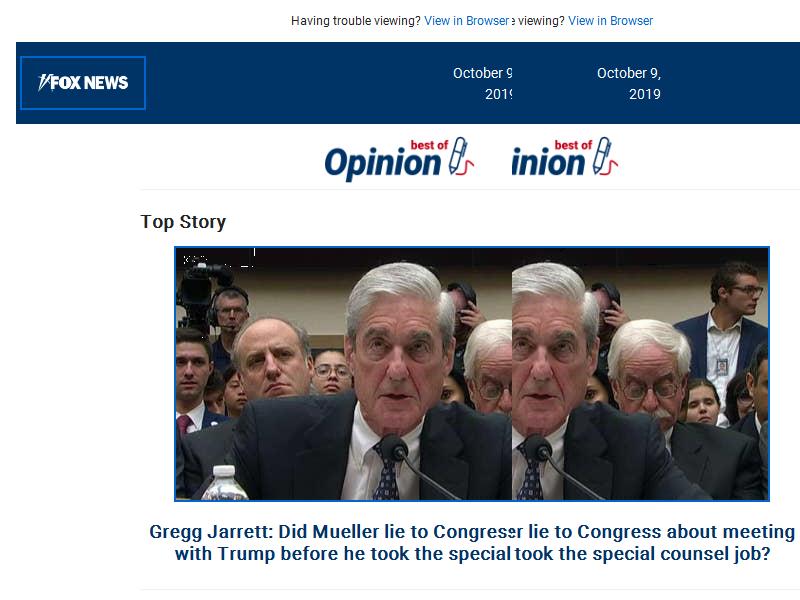 Having trouble viewing? View in Browser e viewing? View in Browser
FOX NEWS
October 9
2019
October 9,
2019
best of
Opinion
best of
inion
Top Story
Gregg Jarrett: Did Mueller lie to Congresser lie to Congress about meeting
with Trump before he took the special took the special counsel job?